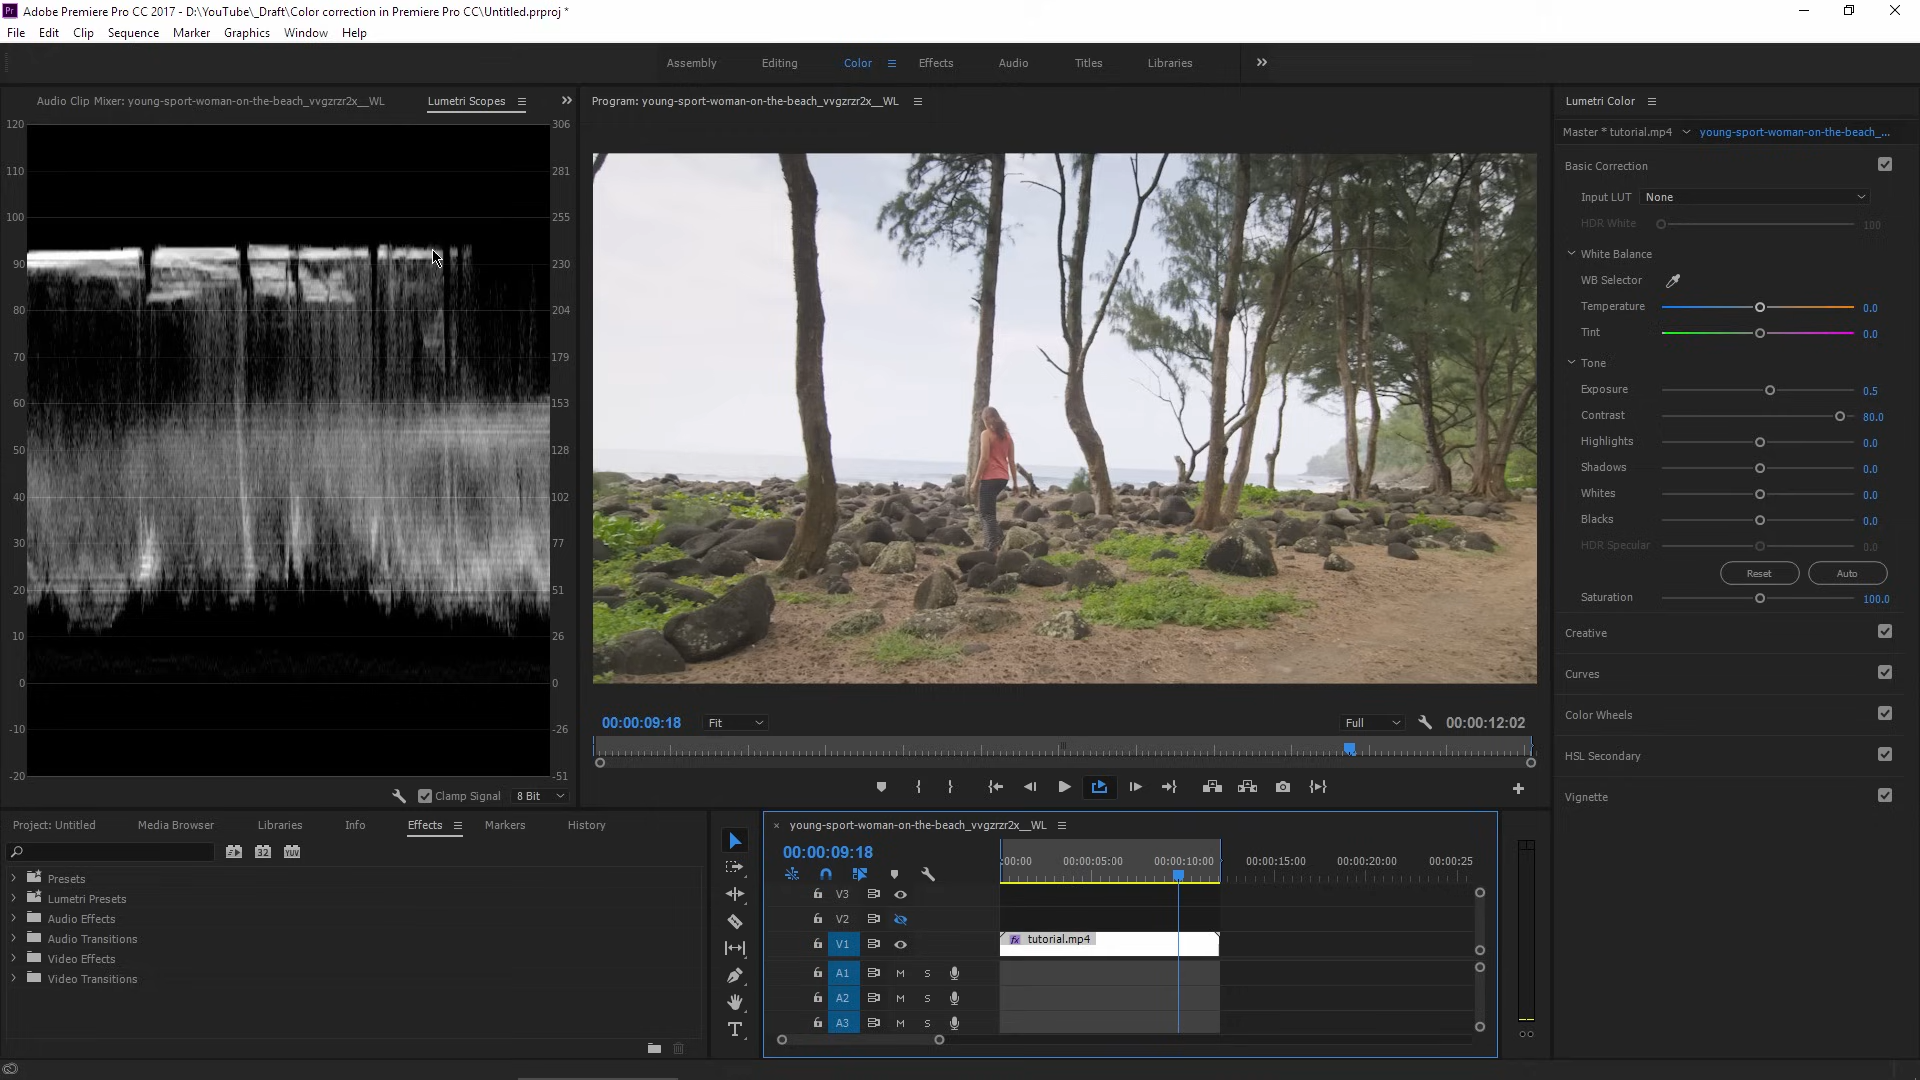 Adobe Premiere Pro CC 2017 - D:\YouTube\_Draft\Color correction in Premiere Pro CC\Untitled.prproj *
File Edit Clip Sequence Marker Graphics Window Help
Assembly Editing Color Effects Audio Titles Libraries
Audio Clip Mixer: young-sport-woman-on-the-beach_vvgzrzr2x__WL Lumetri Scopes
120 306
110 281
100 255
90 230
80 204
70 179
60 153
50 128
40 102
30 77
20 51
10 26
0 0
-10 -26
-20 -51
Clamp Signal 8 Bit
Program: young-sport-woman-on-the-beach_vvgzrzr2x__WL
00:00:09:18 Fit Full 00:00:12:02
Lumetri Color
Master * tutorial.mp4 young-sport-woman-on-the-beach_...
Basic Correction
Input LUT None
HDR White 100
White Balance
WB Selector
Temperature 0.0
Tint 0.0
Tone
Exposure 0.5
Contrast 80.0
Highlights 0.0
Shadows 0.0
Whites 0.0
Blacks 0.0
HDR Specular 0.0
Reset Auto
Saturation 100.0
Creative
Curves
Color Wheels
HSL Secondary
Vignette
Project: Untitled Media Browser Libraries Info Effects Markers History
32 YUV
Presets
Lumetri Presets
Audio Effects
Audio Transitions
Video Effects
Video Transitions
young-sport-woman-on-the-beach_vvgzrzr2x__WL
00:00:09:18
:00:00 00:00:05:00 00:00:10:00 00:00:15:00 00:00:20:00 00:00:25
V3
V2
V1 fx tutorial.mp4
A1 M S
A2 M S
A3 M S